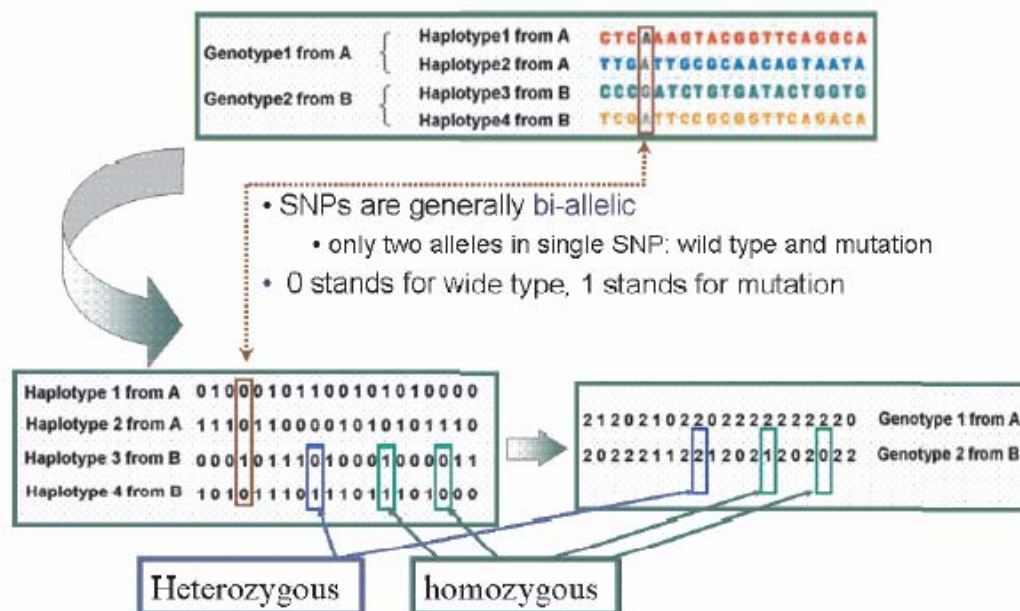 Genotype1 from A
Haplotype1 from A CTCAAAGTACGGTTCAGGCA
Haplotype2 from A TTGATTGCGCAACAGTAATA
Genotype2 from B
Haplotype3 from B CCCGATCTGTGATACTGGTG
Haplotype4 from B TCGATTCCGCGGTTCAGACA
• SNPs are generally bi-allelic
• only two alleles in single SNP: wild type and mutation
• 0 stands for wide type, 1 stands for mutation
Haplotype 1 from A 01000101100101010000
Haplotype 2 from A 11101100001010101110
Haplotype 3 from B 00010111010001000011
Haplotype 4 from B 10101110111011101000
21202102202222222220 Genotype 1 from A
202222112212021202022 Genotype 2 from B
Heterozygous
homozygous